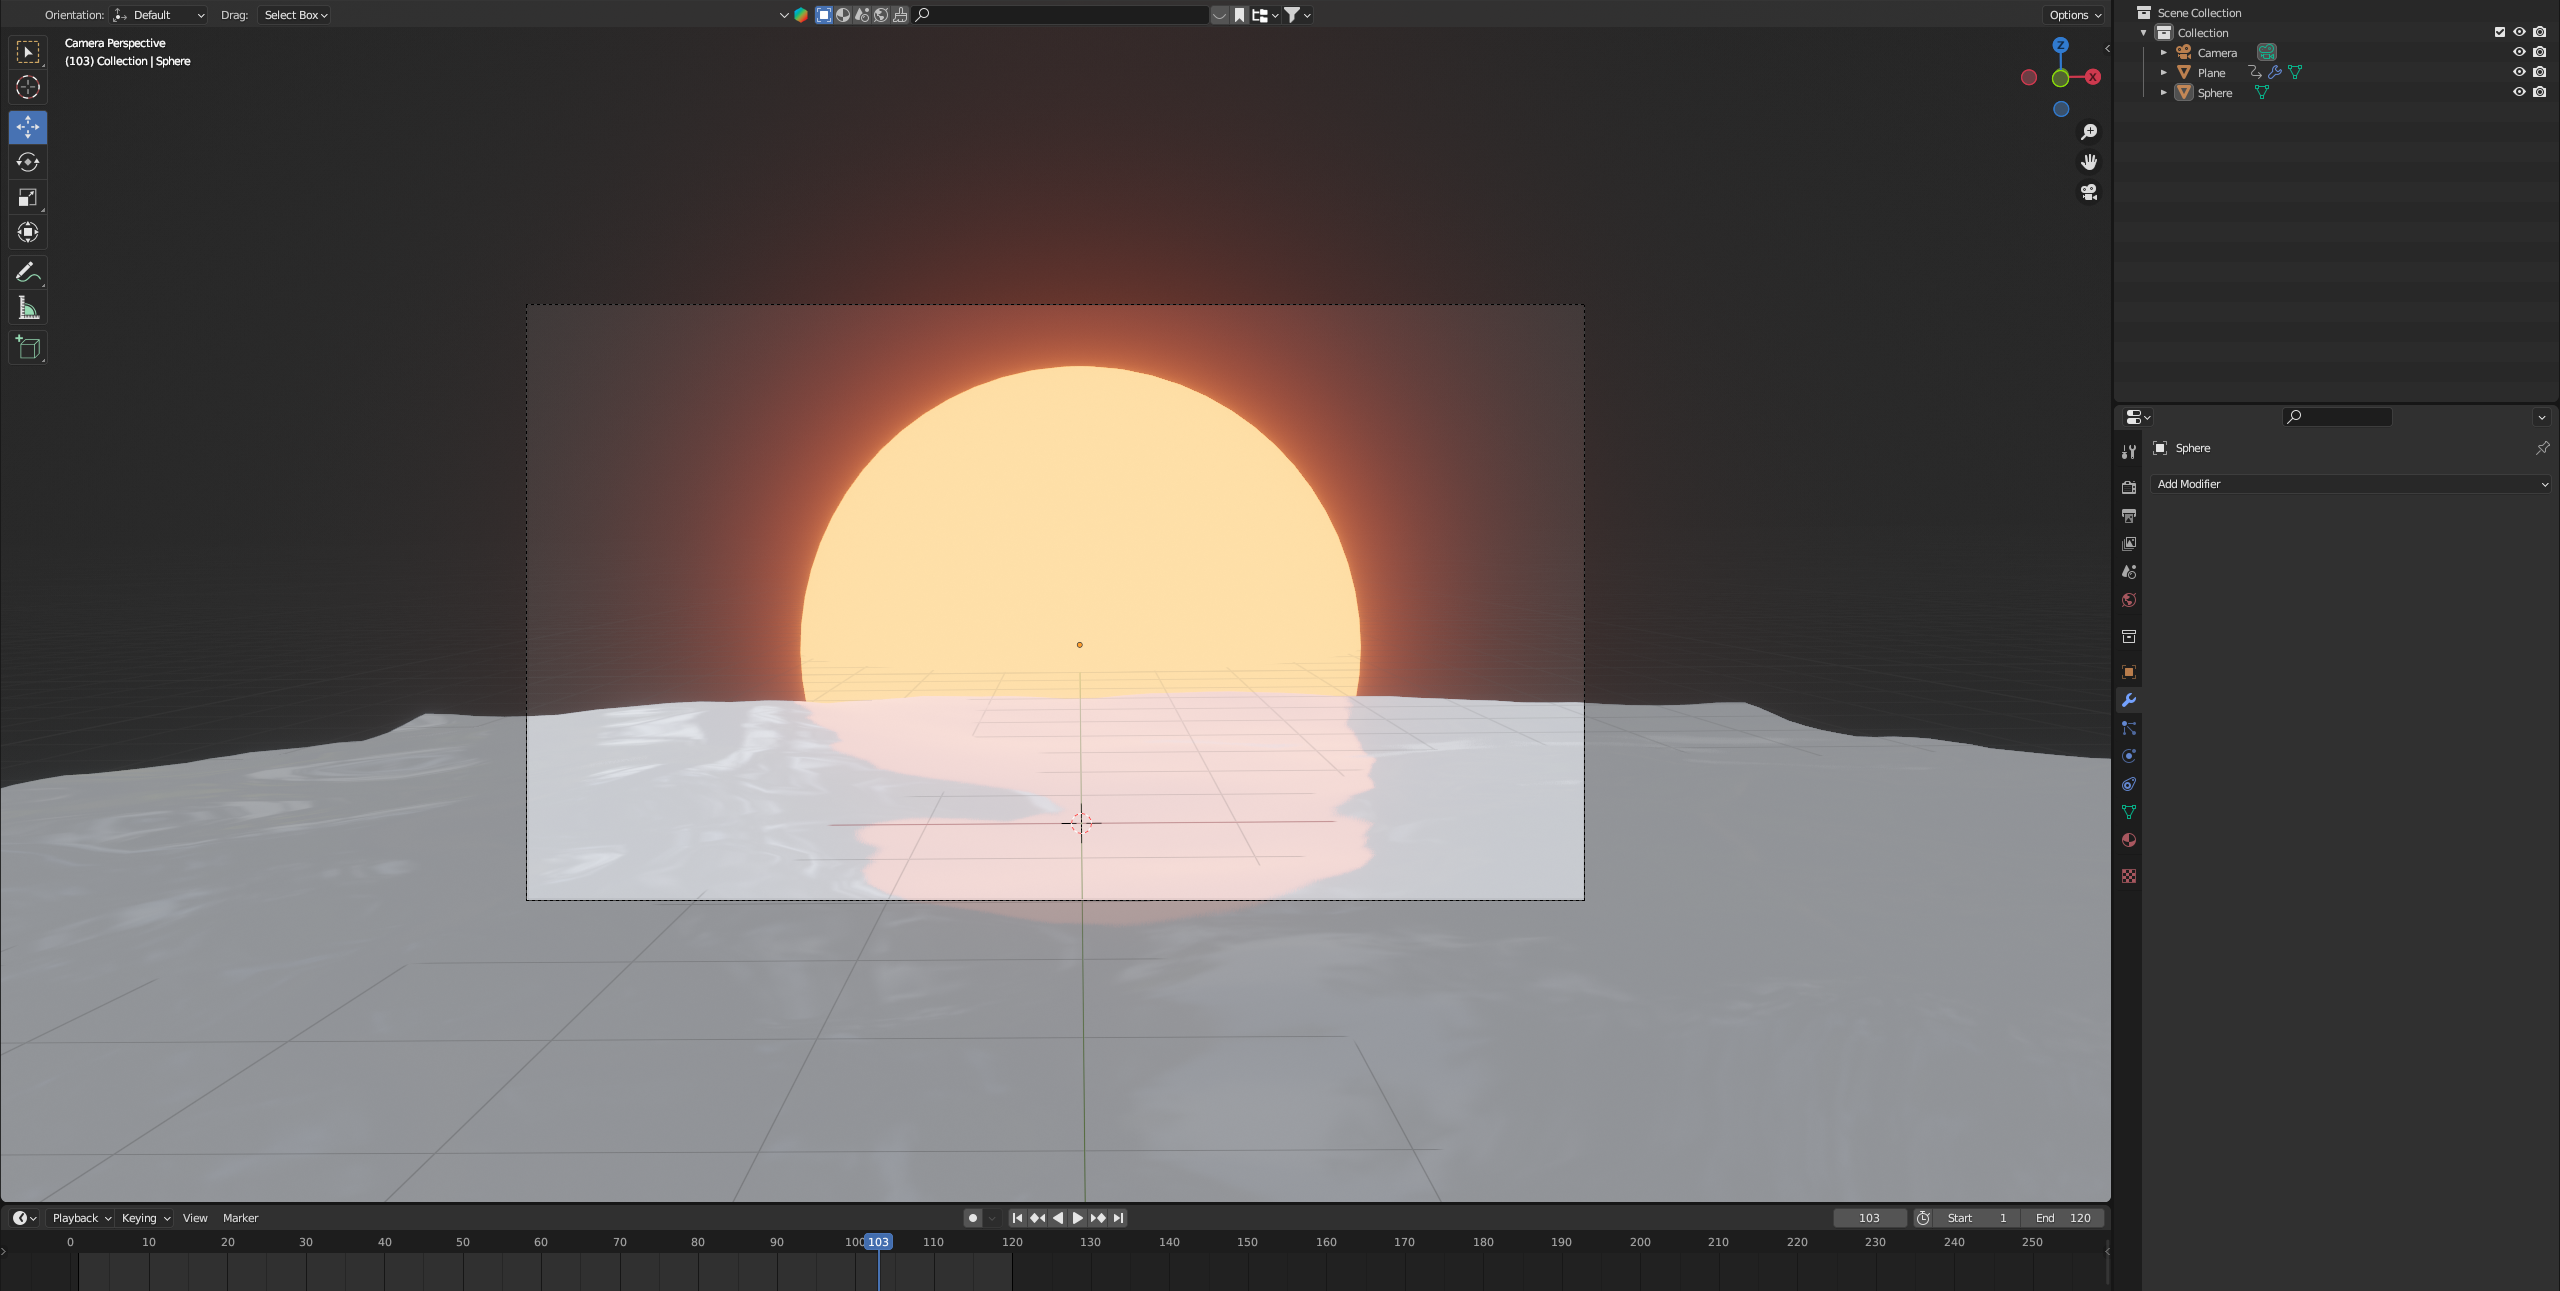 Orientation: Default Drag: Select Box
Options
Camera Perspective
(103) Collection | Sphere
Z
X
Scene Collection
Collection
Camera
Plane
Sphere
Sphere
Add Modifier
Playback Keying View Marker
103 Start 1 End 120
0 10 20 30 40 50 60 70 80 90 100 103 110 120 130 140 150 160 170 180 190 200 210 220 230 240 250